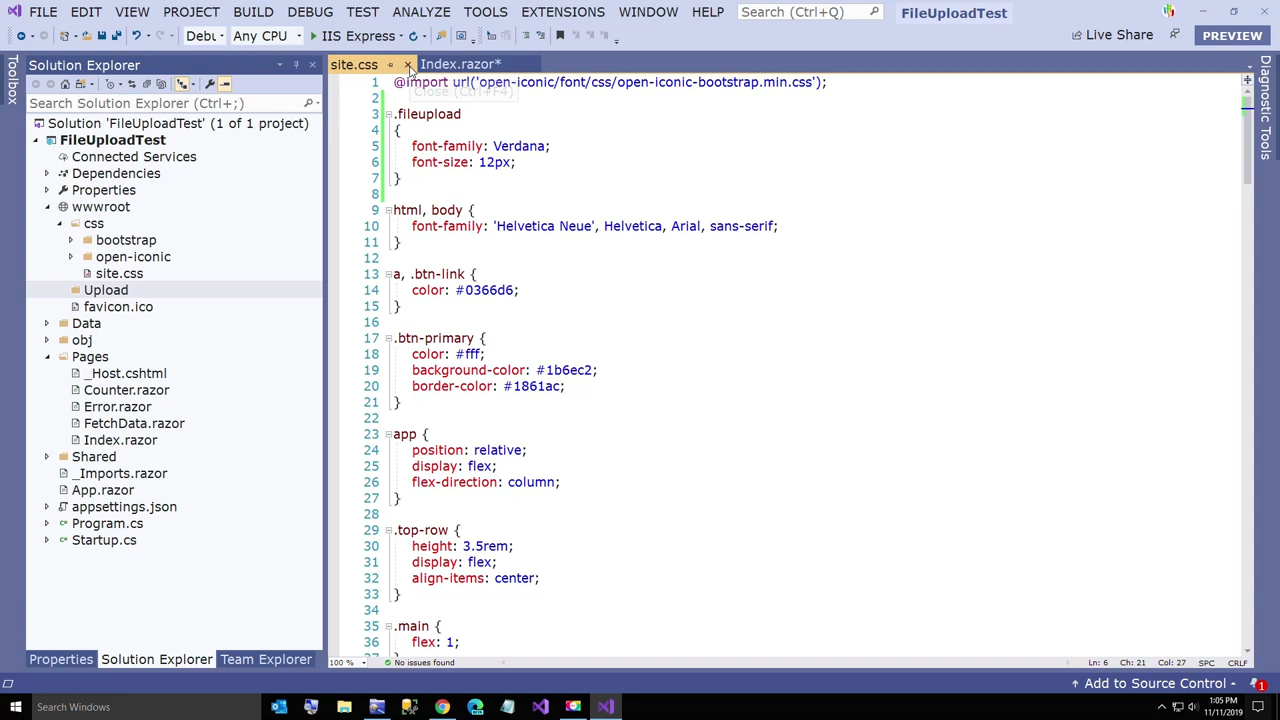 FILE EDIT VIEW PROJECT BUILD DEBUG TEST ANALYZE TOOLS EXTENSIONS WINDOW HELP Search (Ctrl+Q) FileUploadTest
Debu Any CPU IIS Express Live Share PREVIEW
Toolbox
Solution Explorer
Search Solution Explorer (Ctrl+;)
Solution 'FileUploadTest' (1 of 1 project)
FileUploadTest
Connected Services
Dependencies
Properties
wwwroot
css
bootstrap
open-iconic
site.css
Upload
favicon.ico
Data
obj
Pages
_Host.cshtml
Counter.razor
Error.razor
FetchData.razor
Index.razor
Shared
_Imports.razor
App.razor
appsettings.json
Program.cs
Startup.cs
Properties Solution Explorer Team Explorer
site.css Index.razor*
Close (Ctrl+F4)
1 @import url('open-iconic/font/css/open-iconic-bootstrap.min.css');
2
3 .fileupload
4 {
5 font-family: Verdana;
6 font-size: 12px;
7 }
8
9 html, body {
10 font-family: 'Helvetica Neue', Helvetica, Arial, sans-serif;
11 }
12
13 a, .btn-link {
14 color: #0366d6;
15 }
16
17 .btn-primary {
18 color: #fff;
19 background-color: #1b6ec2;
20 border-color: #1861ac;
21 }
22
23 app {
24 position: relative;
25 display: flex;
26 flex-direction: column;
27 }
28
29 .top-row {
30 height: 3.5rem;
31 display: flex;
32 align-items: center;
33 }
34
35 .main {
36 flex: 1;
100 % No issues found Ln: 6 Ch: 21 Col: 27 SPC CRLF
Diagnostic Tools
Add to Source Control 1
Search Windows
1:05 PM
11/11/2019